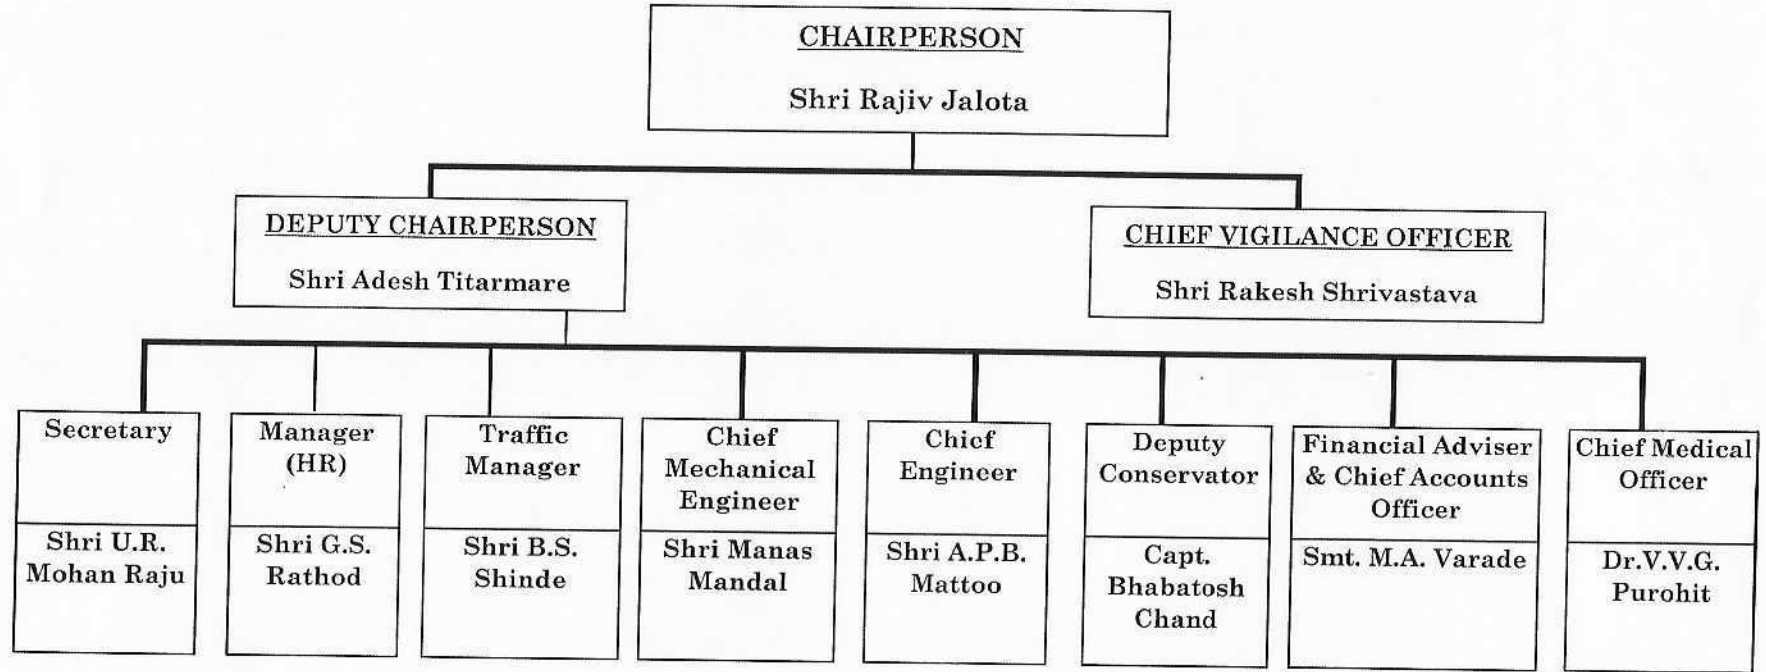 CHAIRPERSON
Shri Rajiv Jalota
DEPUTY CHAIRPERSON
Shri Adesh Titarmare
CHIEF VIGILANCE OFFICER
Shri Rakesh Shrivastava
Secretary
Shri U.R.
Mohan Raju
Manager
(HR)
Shri G.S.
Rathod
Traffic
Manager
Shri B.S.
Shinde
Chief
Mechanical
Engineer
Shri Manas
Mandal
Chief
Engineer
Shri A.P.B.
Mattoo
Deputy
Conservator
Capt.
Bhabatosh
Chand
Financial Adviser
& Chief Accounts
Officer
Smt. M.A. Varade
Chief Medical
Officer
Dr.V.V.G.
Purohit